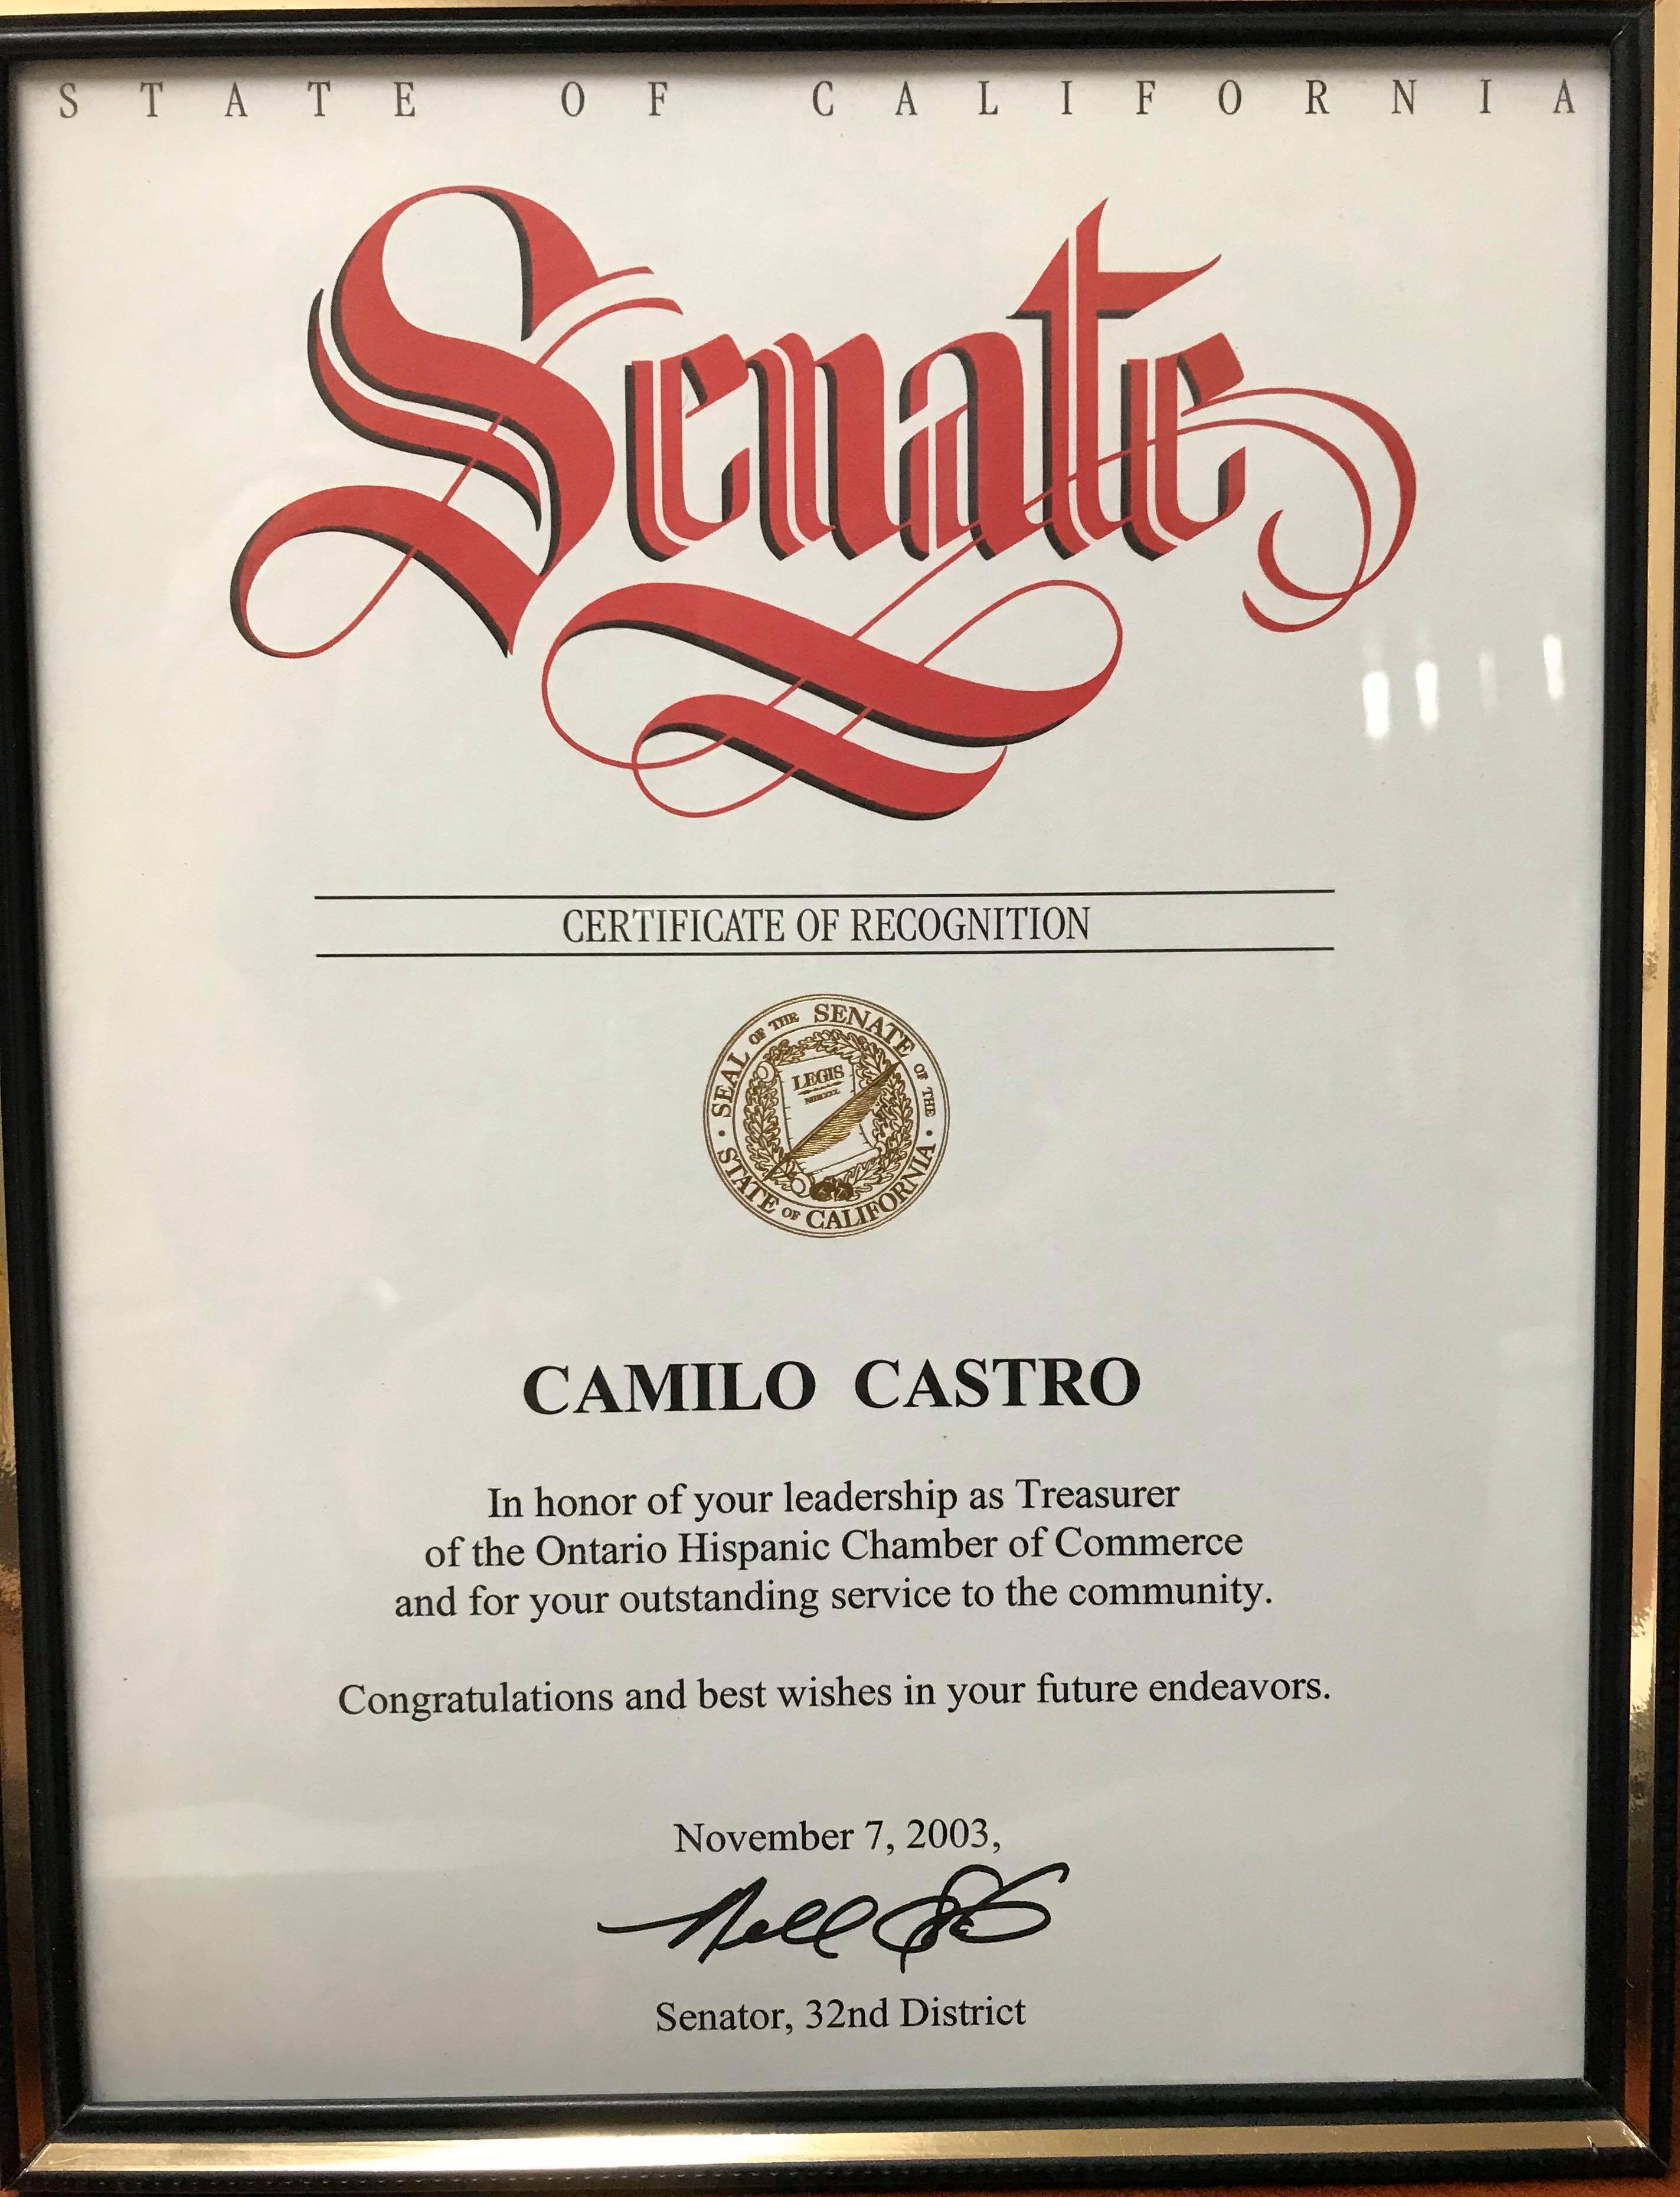 STATE OF CALIFORNIA
Senate
CERTIFICATE OF RECOGNITION
SEAL OF THE SENATE OF THE
STATE OF CALIFORNIA
LEGIS
CAMILO CASTRO
In honor of your leadership as Treasurer
of the Ontario Hispanic Chamber of Commerce
and for your outstanding service to the community.
Congratulations and best wishes in your future endeavors.
November 7, 2003,
Senator, 32nd District